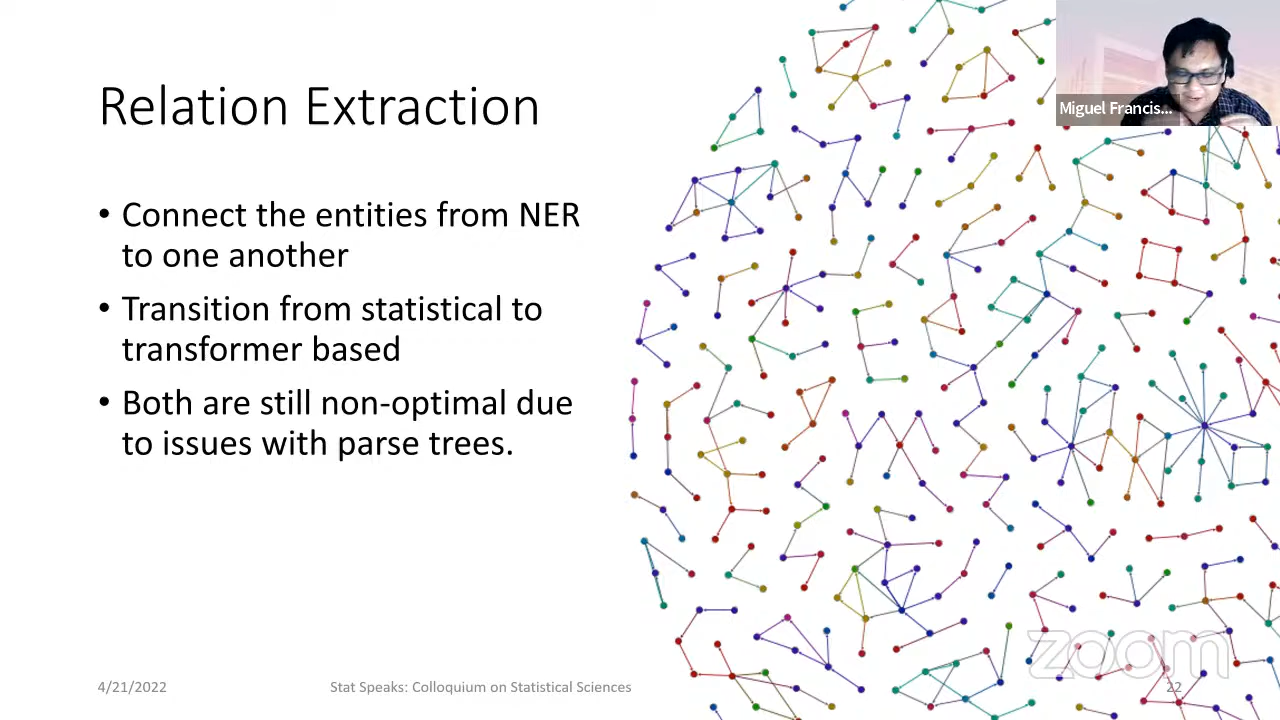 Relation Extraction
• Connect the entities from NER
to one another
• Transition from statistical to
transformer based
• Both are still non-optimal due
to issues with parse trees.
Miguel Francis...
zoom
4/21/2022
Stat Speaks: Colloquium on Statistical Sciences
22